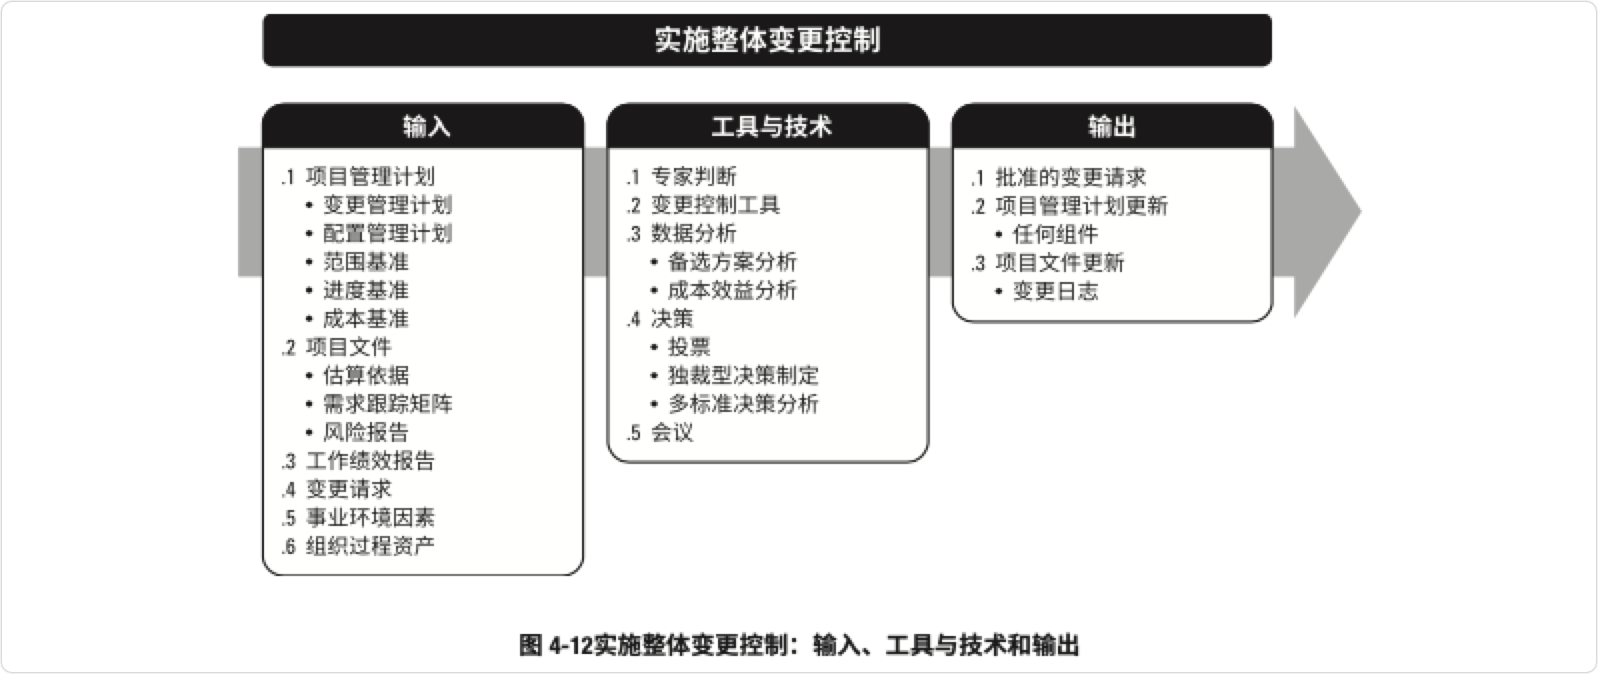 实施整体变更控制
输入
.1 项目管理计划
• 变更管理计划
• 配置管理计划
• 范围基准
• 进度基准
• 成本基准
.2 项目文件
• 估算依据
• 需求跟踪矩阵
• 风险报告
.3 工作绩效报告
.4 变更请求
.5 事业环境因素
.6 组织过程资产
工具与技术
.1 专家判断
.2 变更控制工具
.3 数据分析
• 备选方案分析
• 成本效益分析
.4 决策
• 投票
• 独裁型决策制定
• 多标准决策分析
.5 会议
输出
.1 批准的变更请求
.2 项目管理计划更新
• 任何组件
.3 项目文件更新
• 变更日志
图 4-12实施整体变更控制：输入、工具与技术和输出